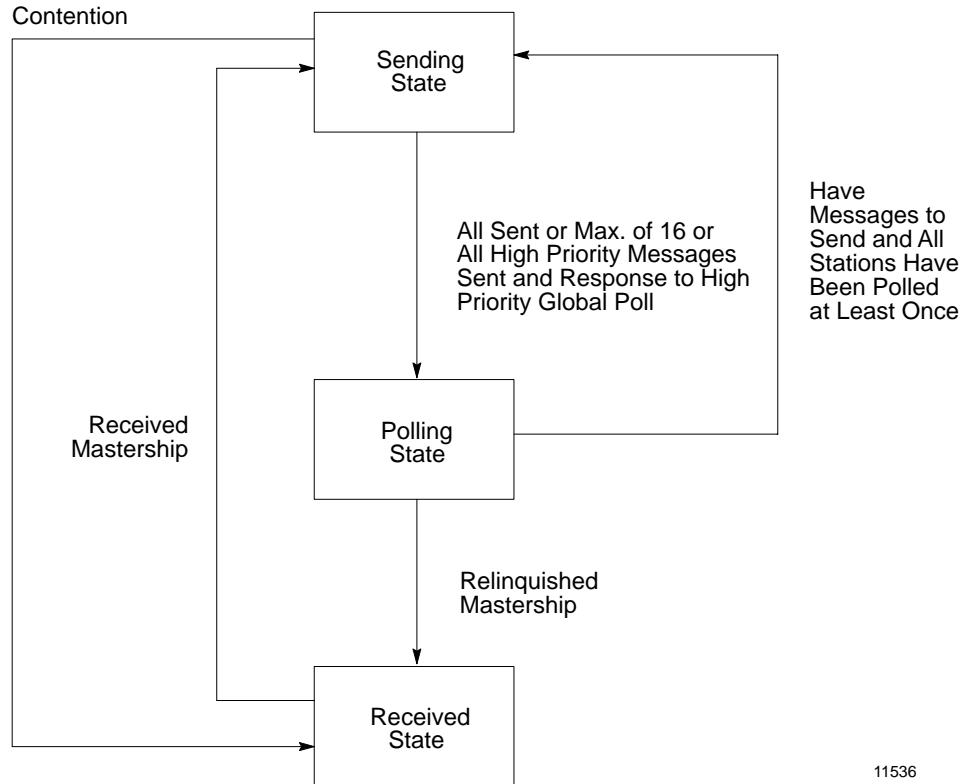 Contention
Sending
State
All Sent or Max. of 16 or
All High Priority Messages
Sent and Response to High
Priority Global Poll
Have
Messages to
Send and All
Stations Have
Been Polled
at Least Once
Received
Mastership
Polling
State
Relinquished
Mastership
Received
State
11536